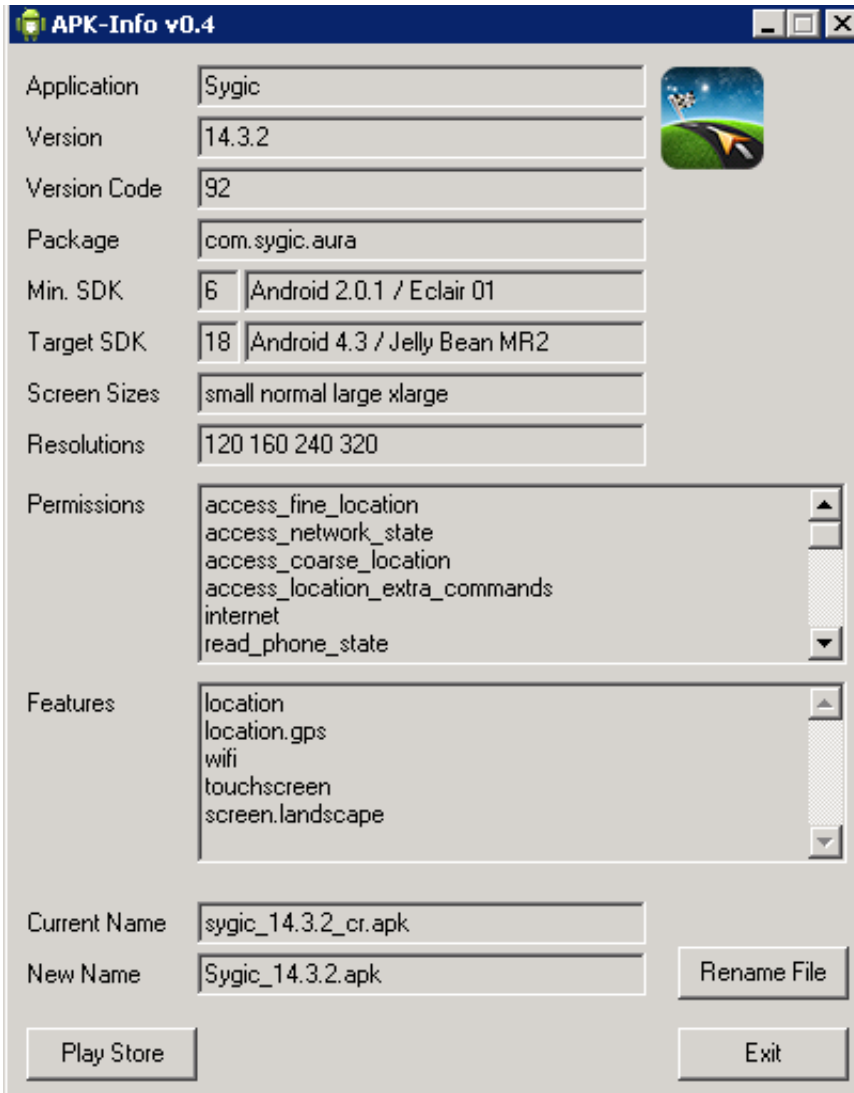 APK-Info v0.4
Application Sygic
Version 14.3.2
Version Code 92
Package com.sygic.aura
Min. SDK 6 Android 2.0.1 / Eclair 01
Target SDK 18 Android 4.3 / Jelly Bean MR2
Screen Sizes small normal large xlarge
Resolutions 120 160 240 320
Permissions access_fine_location
access_network_state
access_coarse_location
access_location_extra_commands
internet
read_phone_state
Features location
location.gps
wifi
touchscreen
screen.landscape
Current Name sygic_14.3.2_cr.apk
New Name Sygic_14.3.2.apk
Rename File
Play Store
Exit